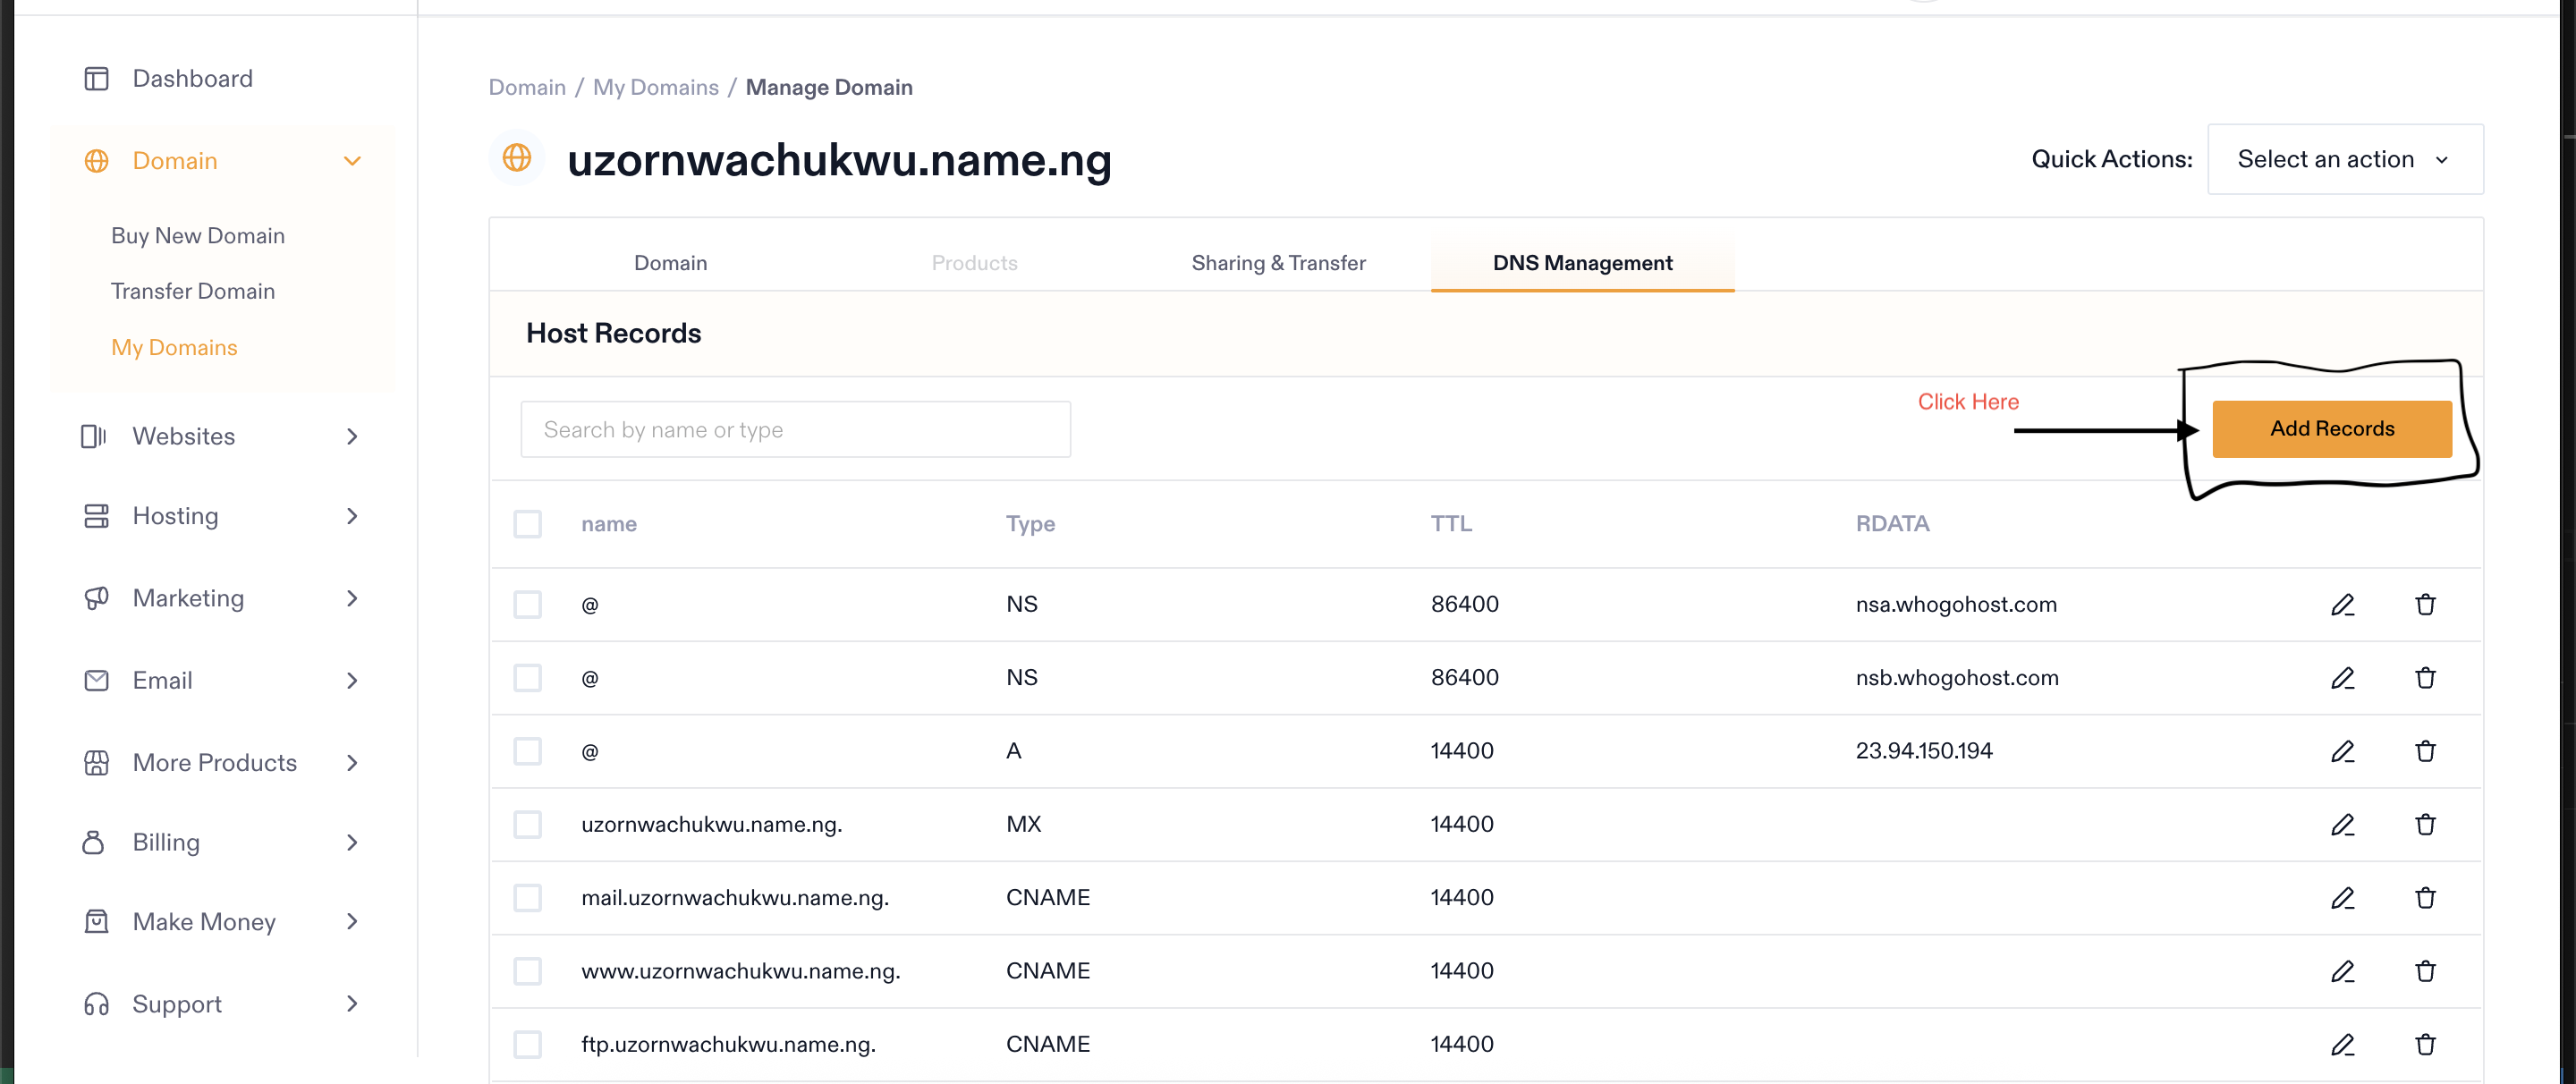 Dashboard
Domain
Buy New Domain
Transfer Domain
My Domains
Websites
Hosting
Marketing
Email
More Products
Billing
Make Money
Support
Domain / My Domains / Manage Domain
uzornwachukwu.name.ng
Quick Actions: Select an action
Domain Products Sharing & Transfer DNS Management
Host Records
Search by name or type
Click Here
Add Records
name Type TTL RDATA
@ NS 86400 nsa.whogohost.com
@ NS 86400 nsb.whogohost.com
@ A 14400 23.94.150.194
uzornwachukwu.name.ng. MX 14400
mail.uzornwachukwu.name.ng. CNAME 14400
www.uzornwachukwu.name.ng. CNAME 14400
ftp.uzornwachukwu.name.ng. CNAME 14400